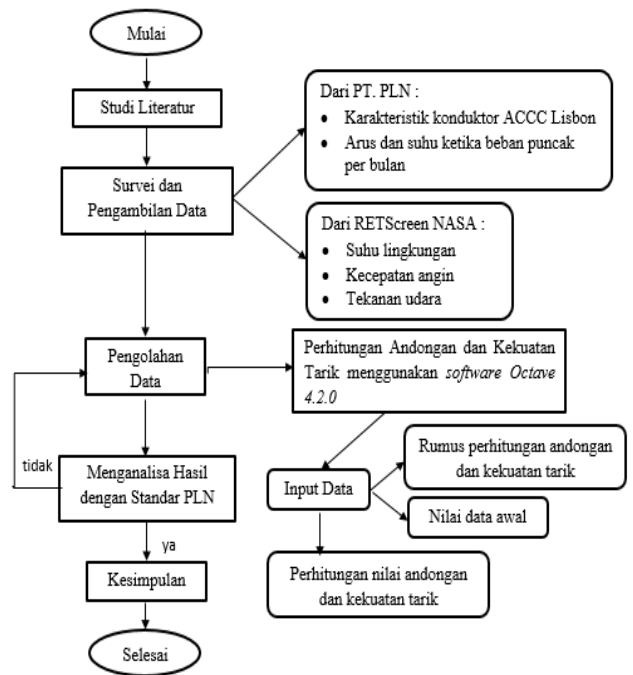 Mulai
Studi Literatur
Survei dan
Pengambilan Data
Dari PT. PLN :
• Karakteristik konduktor ACCC Lisbon
• Arus dan suhu ketika beban puncak
per bulan
Dari RETScreen NASA :
• Suhu lingkungan
• Kecepatan angin
• Tekanan udara
Pengolahan
Data
Perhitungan Andongan dan Kekuatan
Tarik menggunakan software Octave
4.2.0
Input Data
Rumus perhitungan andongan
dan kekuatan tarik
Nilai data awal
Perhitungan nilai andongan
dan kekuatan tarik
tidak
Menganalisa Hasil
dengan Standar PLN
ya
Kesimpulan
Selesai